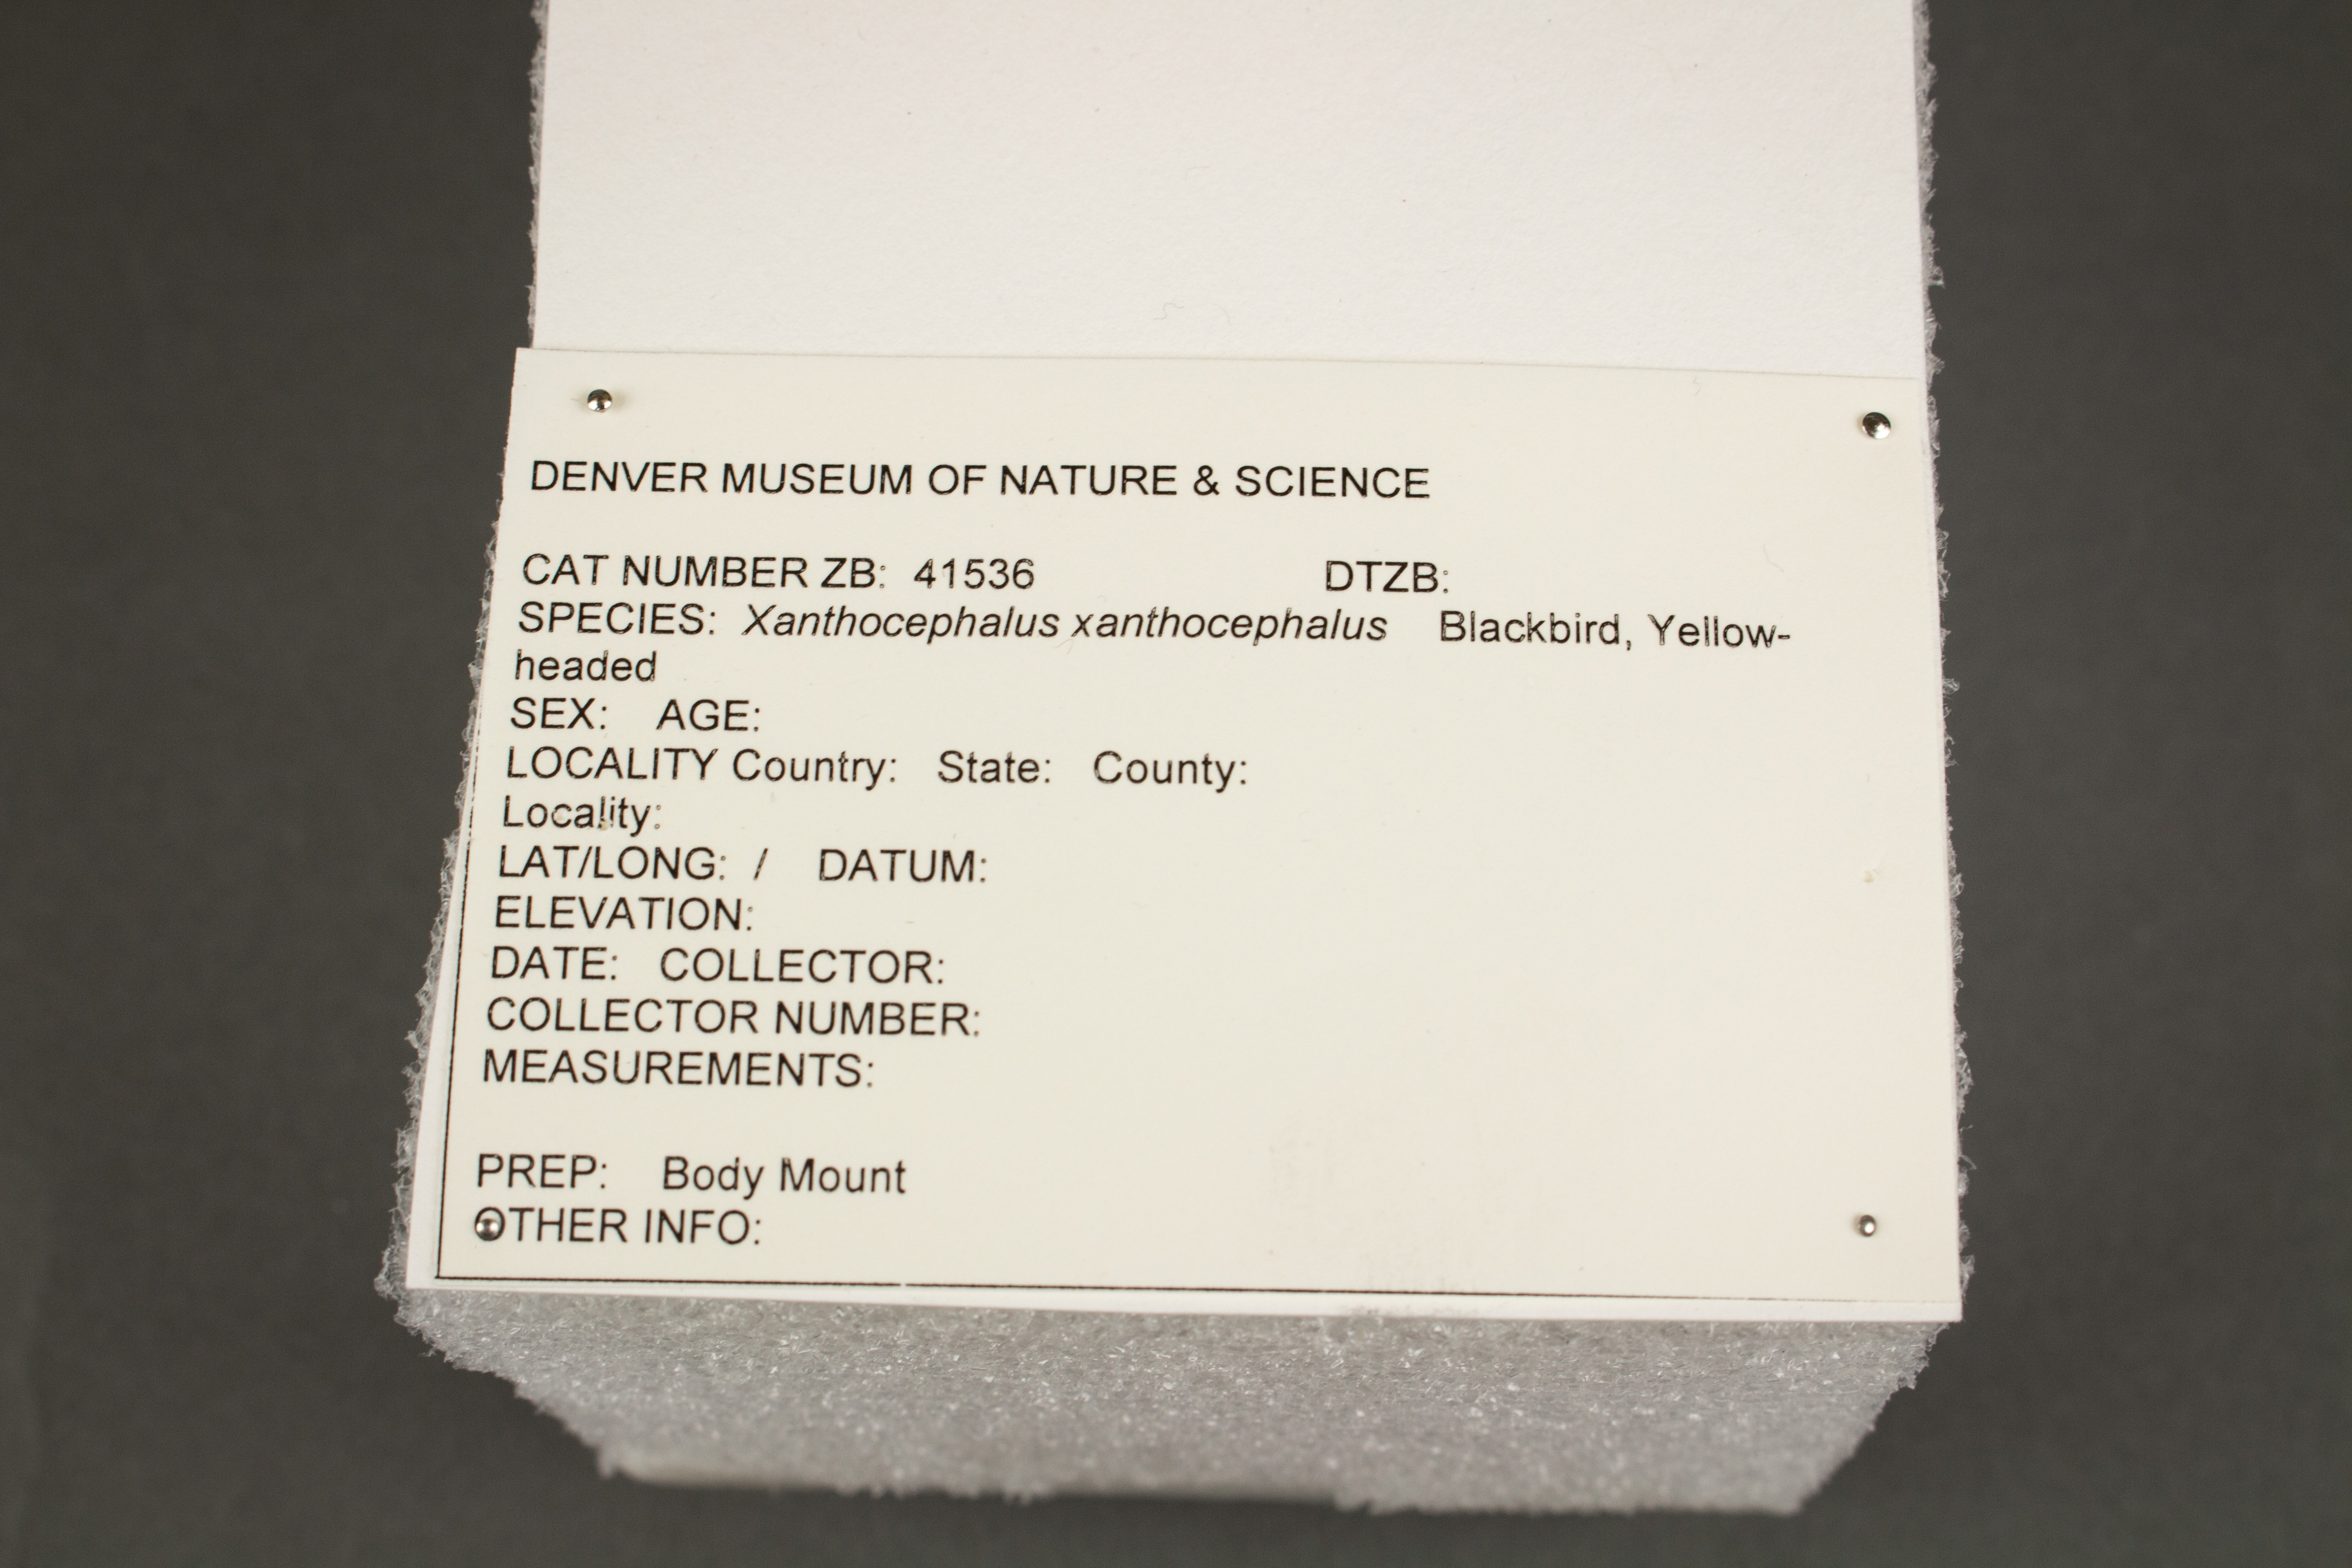 DENVER MUSEUM OF NATURE & SCIENCE
CAT NUMBER ZB: 41536 DTZB:
SPECIES: Xanthocephalus xanthocephalus Blackbird, Yellow-
headed
SEX: AGE:
LOCALITY Country: State: County:
Locality:
LAT/LONG: / DATUM:
ELEVATION:
DATE: COLLECTOR:
COLLECTOR NUMBER:
MEASUREMENTS:
PREP: Body Mount
OTHER INFO: